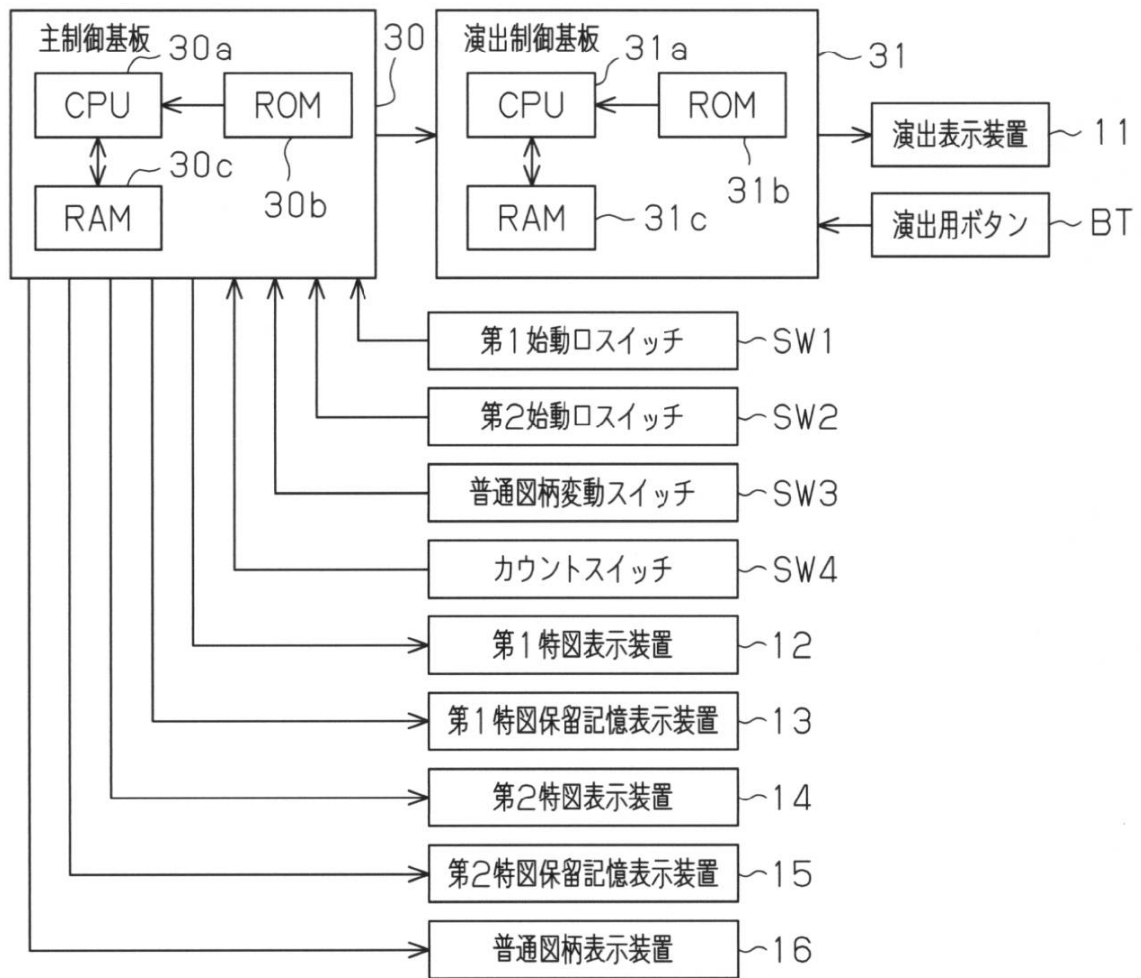 主制御基板
30a
30
CPU
ROM
30c
30b
RAM
演出制御基板
31a
31
CPU
ROM
31b
RAM
31c
演出表示装置
11
演出用ボタン
BT
第1始動口スイッチ
SW1
第2始動口スイッチ
SW2
普通図柄変動スイッチ
SW3
カウントスイッチ
SW4
第1特図表示装置
12
第1特図保留記憶表示装置
13
第2特図表示装置
14
第2特図保留記憶表示装置
15
普通図柄表示装置
16